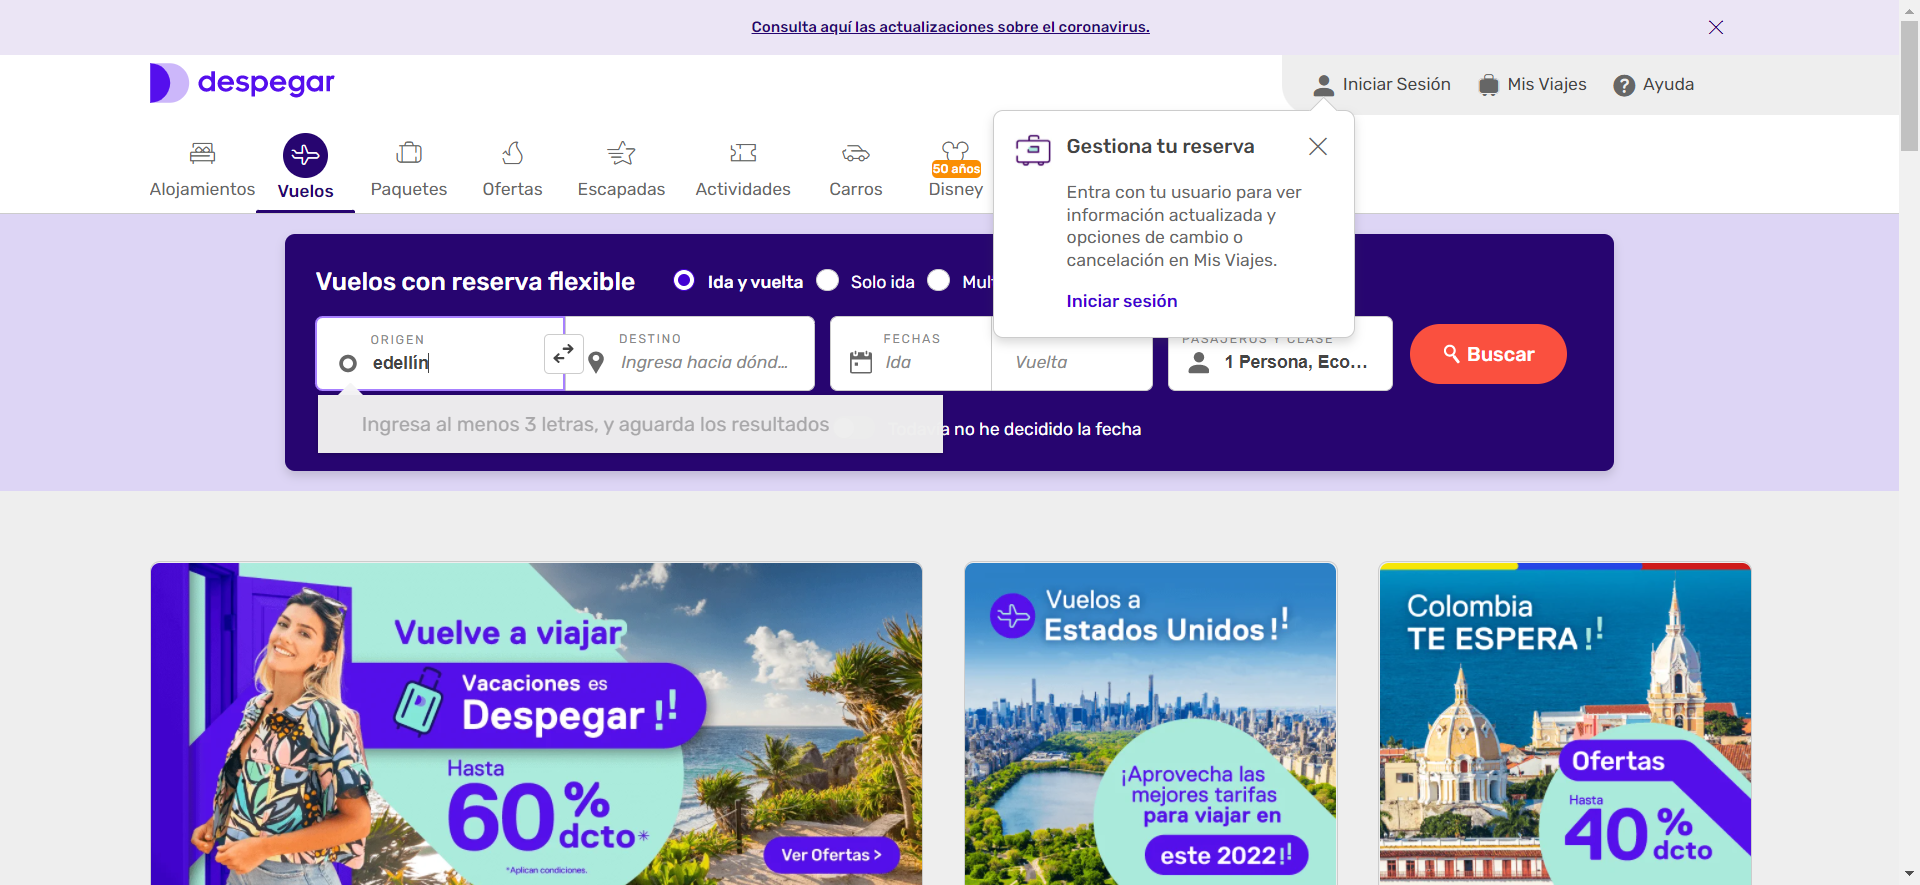 Consulta aquí las actualizaciones sobre el coronavirus.
despegar
Iniciar Sesión
Mis Viajes
Ayuda
Alojamientos
Vuelos
Paquetes
Ofertas
Escapadas
Actividades
Carros
50 años
Disney
Gestiona tu reserva
Entra con tu usuario para ver
información actualizada y
opciones de cambio o
cancelación en Mis Viajes.
Iniciar sesión
Vuelos con reserva flexible
Ida y vuelta
Solo ida
ORIGEN
edellín
DESTINO
Ingresa hacia dónd...
FECHAS
Ida
Vuelta
PASAJEROS Y CLASE
1 Persona, Eco...
Buscar
Ingresa al menos 3 letras, y aguarda los resultados
no he decidido la fecha
Vuelve a viajar
Vacaciones es
Despegar!!
Hasta
60%
dcto*
*Aplican condiciones.
Ver Ofertas >
Vuelos a
Estados Unidos!!
¡Aprovecha las
mejores tarifas
para viajar en
este 2022!!
Colombia
TE ESPERA!!
Ofertas
Hasta
40%
dcto